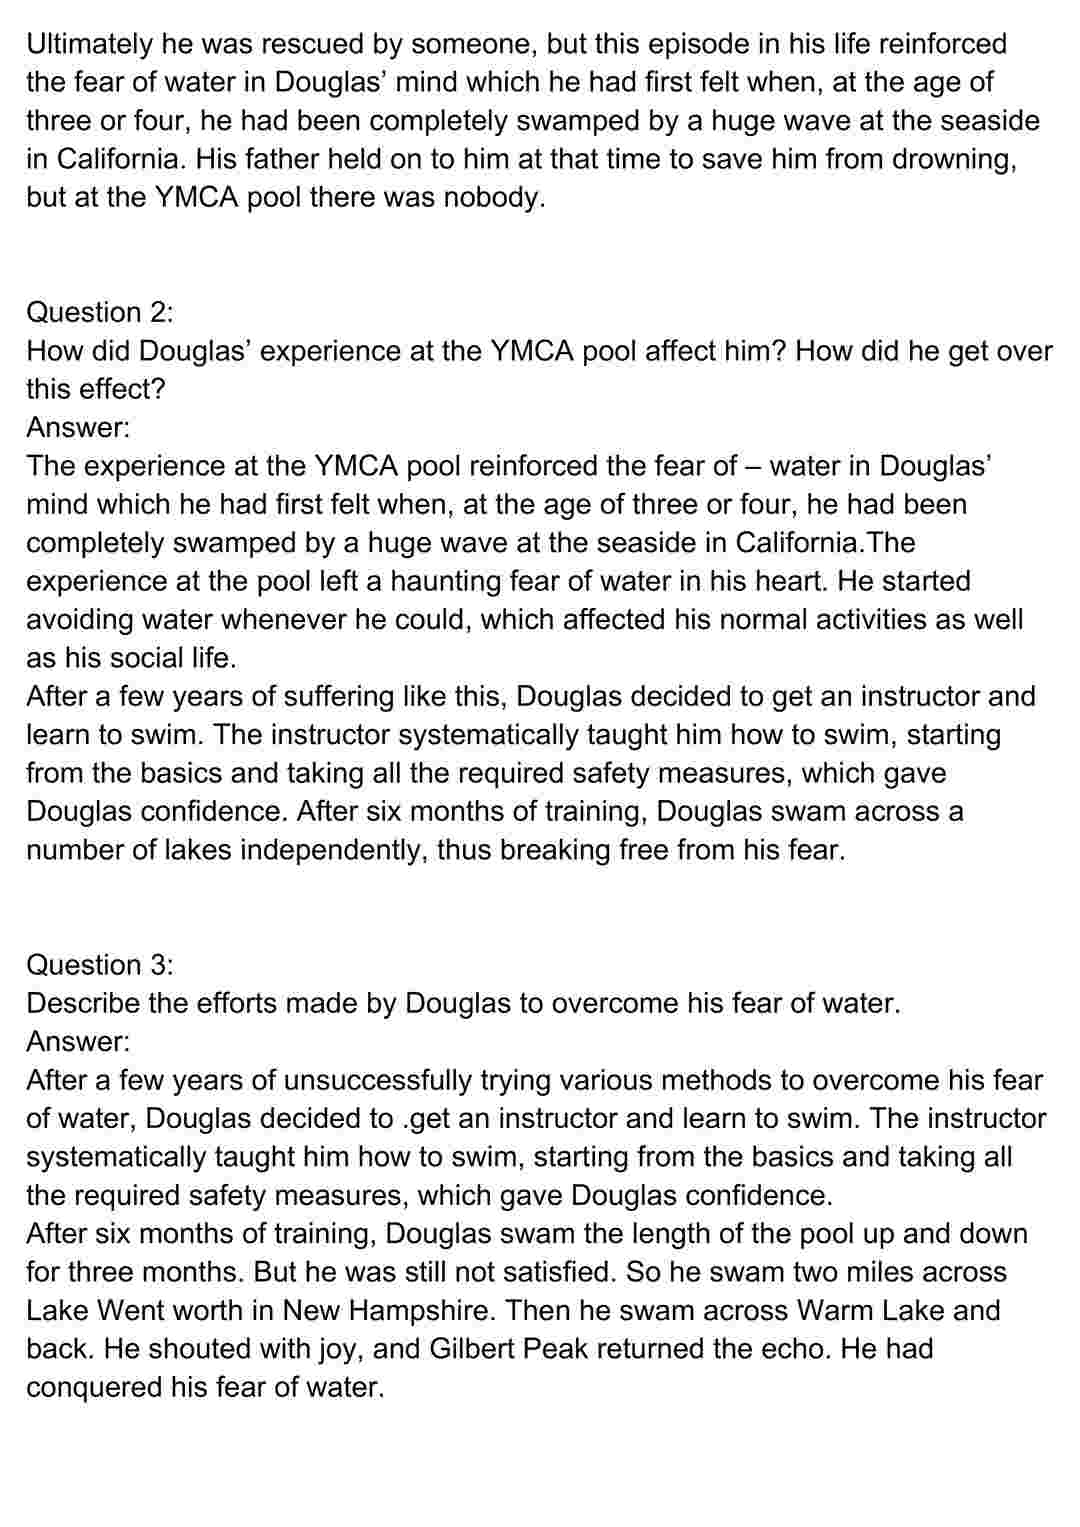 Ultimately he was rescued by someone, but this episode in his life reinforced
the fear of water in Douglas’ mind which he had first felt when, at the age of
three or four, he had been completely swamped by a huge wave at the seaside
in California. His father held on to him at that time to save him from drowning,
but at the YMCA pool there was nobody.
Question 2:
How did Douglas’ experience at the YMCA pool affect him? How did he get over
this effect?
Answer:
The experience at the YMCA pool reinforced the fear of – water in Douglas’
mind which he had first felt when, at the age of three or four, he had been
completely swamped by a huge wave at the seaside in California.The
experience at the pool left a haunting fear of water in his heart. He started
avoiding water whenever he could, which affected his normal activities as well
as his social life.
After a few years of suffering like this, Douglas decided to get an instructor and
learn to swim. The instructor systematically taught him how to swim, starting
from the basics and taking all the required safety measures, which gave
Douglas confidence. After six months of training, Douglas swam across a
number of lakes independently, thus breaking free from his fear.
Question 3:
Describe the efforts made by Douglas to overcome his fear of water.
Answer:
After a few years of unsuccessfully trying various methods to overcome his fear
of water, Douglas decided to .get an instructor and learn to swim. The instructor
systematically taught him how to swim, starting from the basics and taking all
the required safety measures, which gave Douglas confidence.
After six months of training, Douglas swam the length of the pool up and down
for three months. But he was still not satisfied. So he swam two miles across
Lake Went worth in New Hampshire. Then he swam across Warm Lake and
back. He shouted with joy, and Gilbert Peak returned the echo. He had
conquered his fear of water.